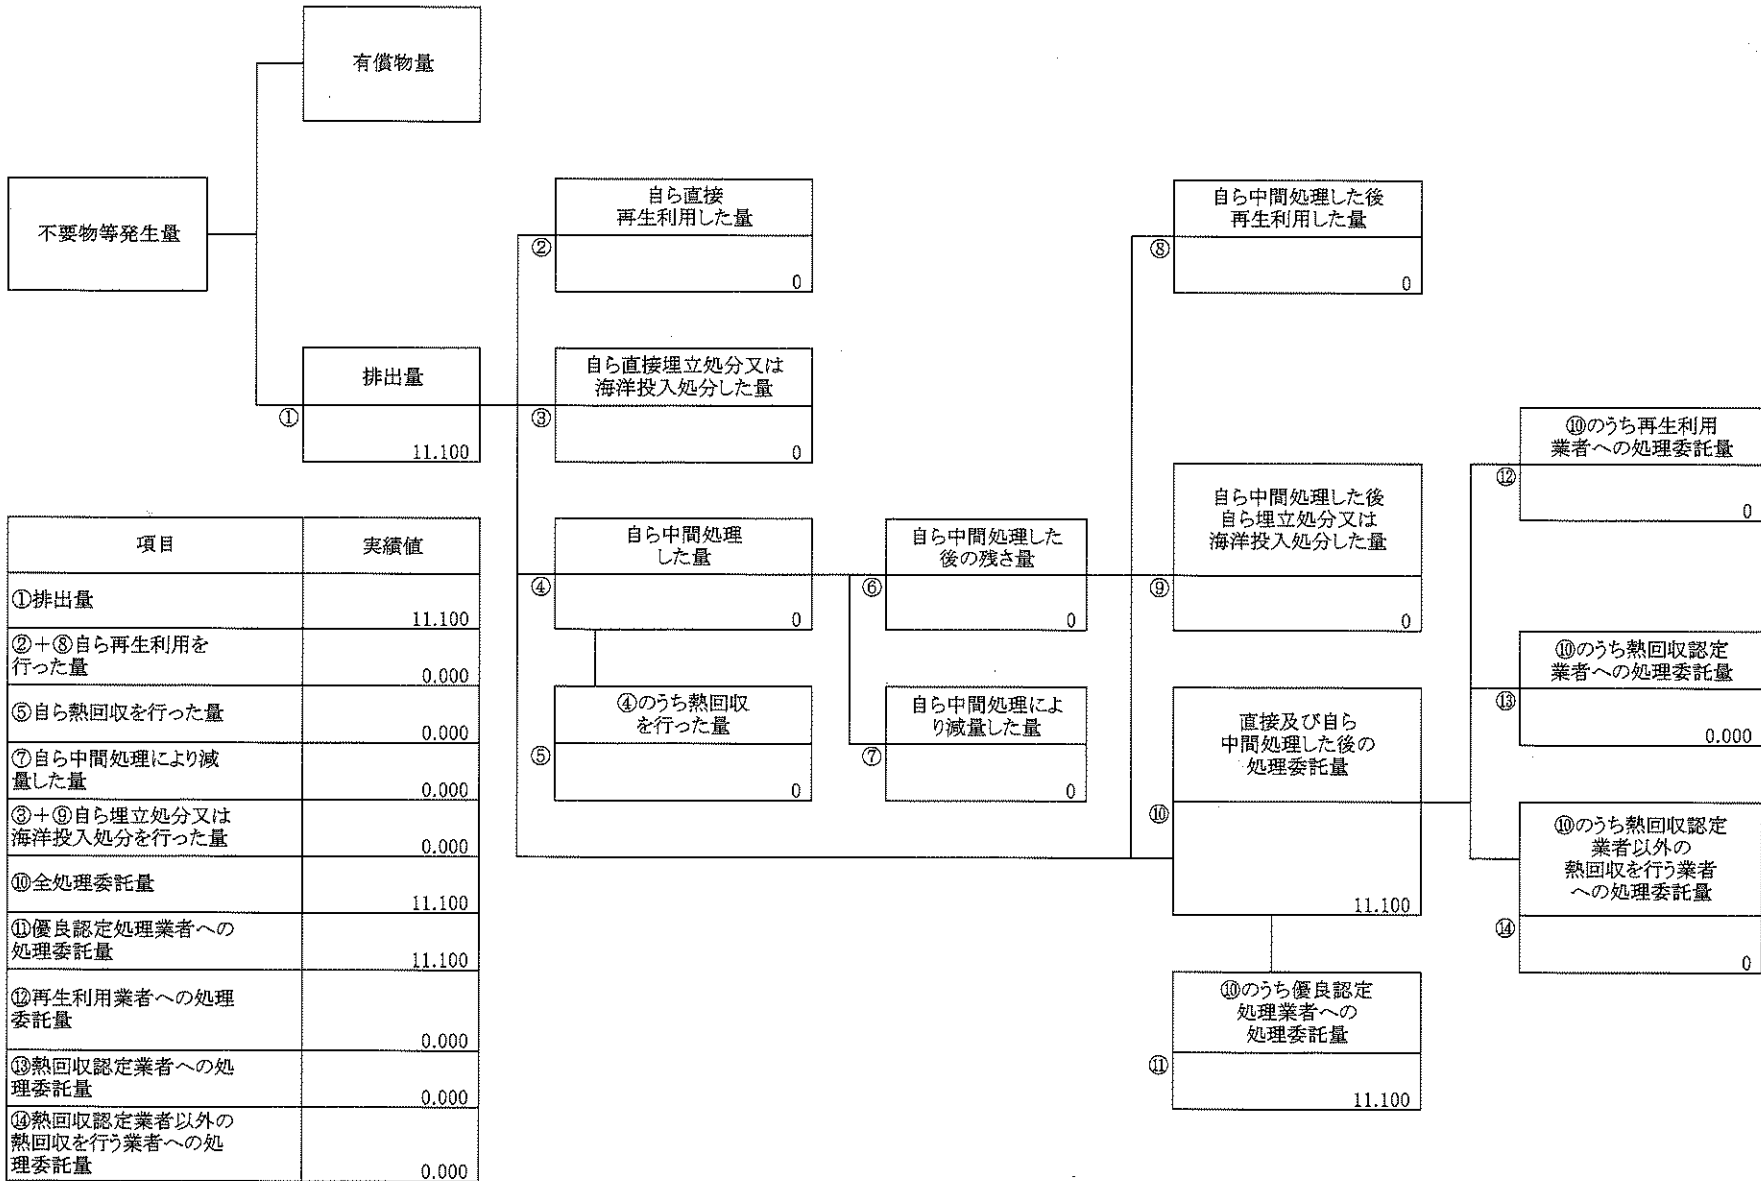 有償物量
不要物等発生量
自ら直接
再生利用した量
②
0
自ら中間処理した後
再生利用した量
⑧
0
排出量
①
11.100
自ら直接埋立処分又は
海洋投入処分した量
③
0
⑩のうち再生利用
業者への処理委託量
⑫
0
自ら中間処理
した量
④
0
自ら中間処理した
後の残さ量
⑥
0
自ら中間処理した後
自ら埋立処分又は
海洋投入処分した量
⑨
0
⑩のうち熱回収認定
業者への処理委託量
⑬
0.000
④のうち熱回収
を行った量
⑤
0
自ら中間処理によ
り減量した量
⑦
0
直接及び自ら
中間処理した後の
処理委託量
⑩
11.100
⑩のうち熱回収認定
業者以外の
熱回収を行う業者
への処理委託量
⑭
0
⑩のうち優良認定
処理業者への
処理委託量
⑪
11.100
項目 実績値
①排出量
11.100
②+⑧自ら再生利用を
行った量
0.000
⑤自ら熱回収を行った量
0.000
⑦自ら中間処理により減
量した量
0.000
③+⑨自ら埋立処分又は
海洋投入処分を行った量
0.000
⑩全処理委託量
11.100
⑪優良認定処理業者への
処理委託量
11.100
⑫再生利用業者への処理
委託量
0.000
⑬熱回収認定業者への処
理委託量
0.000
⑭熱回収認定業者以外の
熱回収を行う業者への処
理委託量
0.000